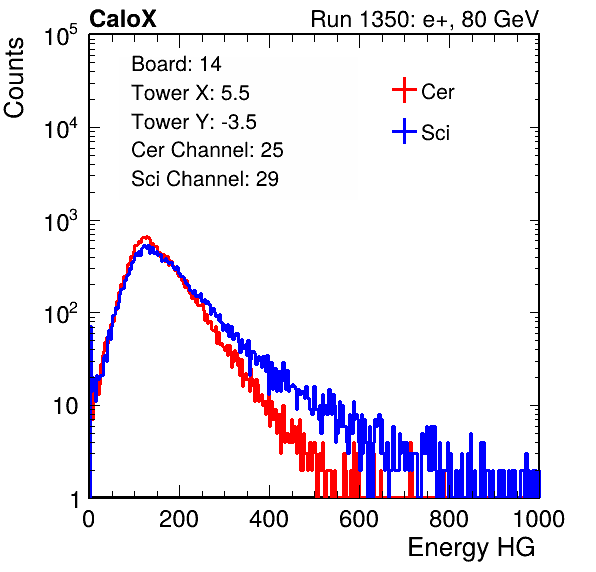 CaloX Run 1350: e+, 80 GeV
Board: 14
Tower X: 5.5
Tower Y: -3.5
Cer Channel: 25
Sci Channel: 29
Cer
Sci
Counts
10^5
10^4
10^3
10^2
10
1
0 200 400 600 800 1000
Energy HG